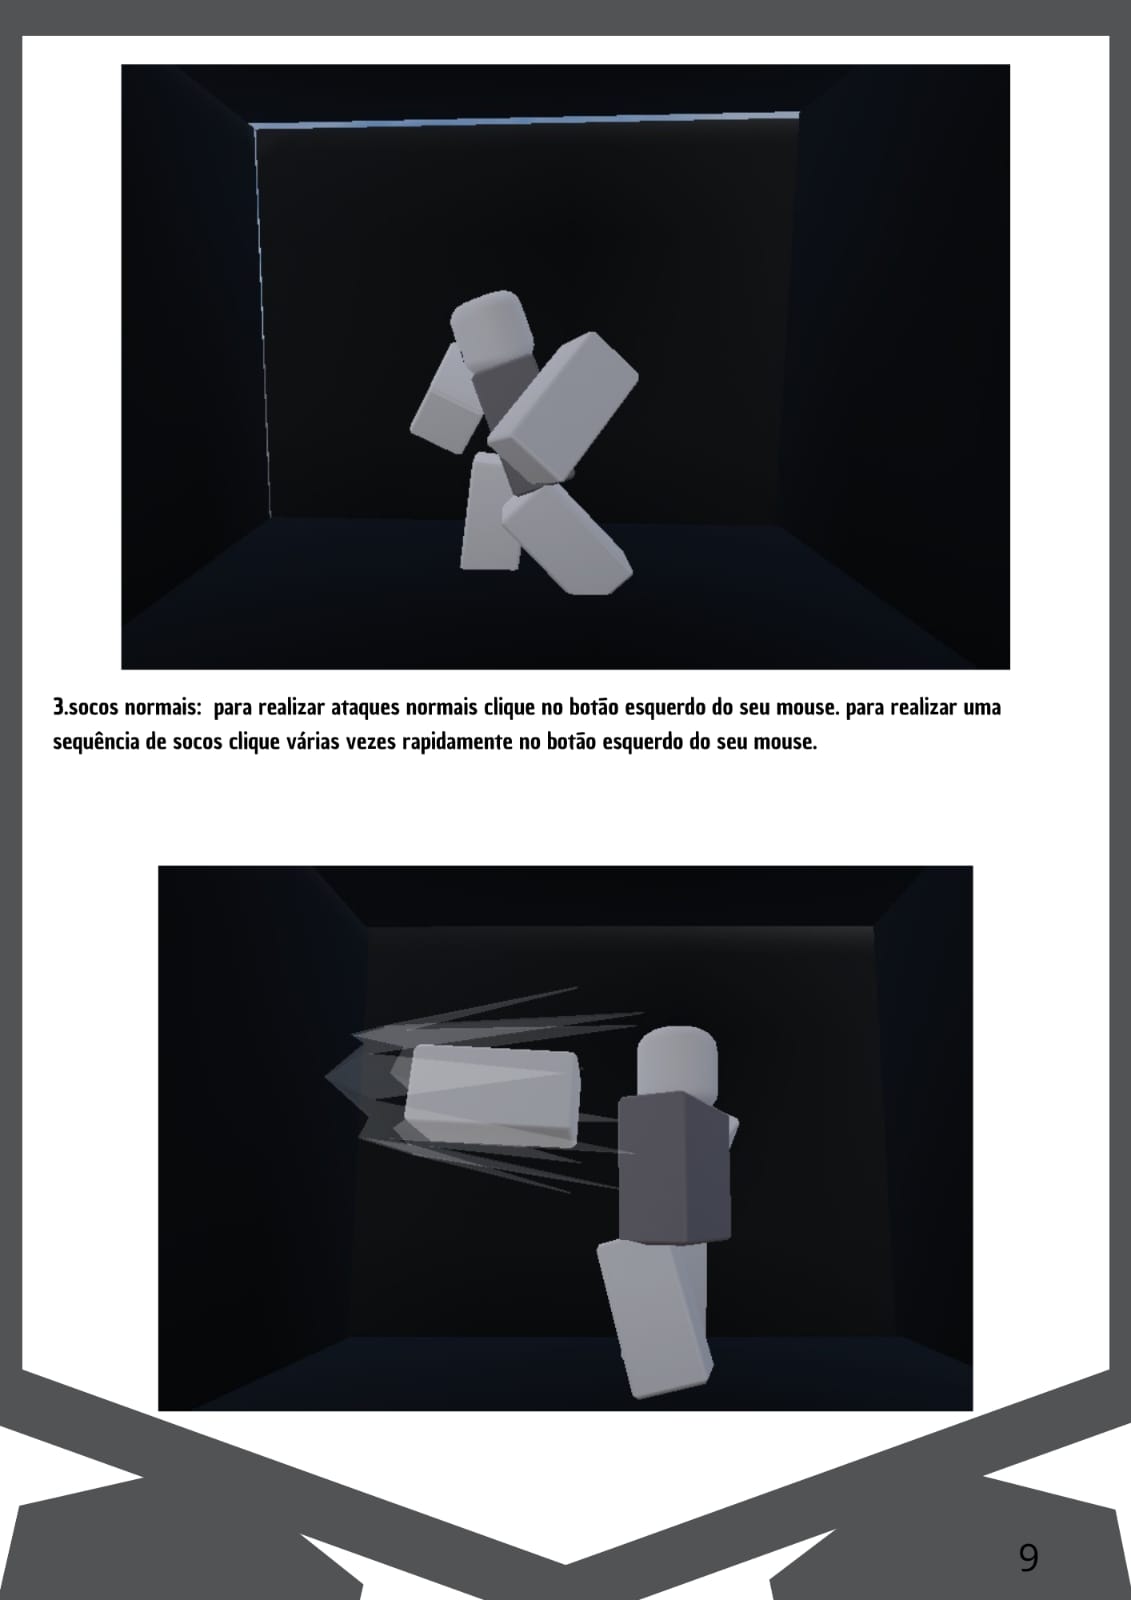 3.socos normais:  para realizar ataques normais clique no botão esquerdo do seu mouse. para realizar uma
sequência de socos clique várias vezes rapidamente no botão esquerdo do seu mouse.
9